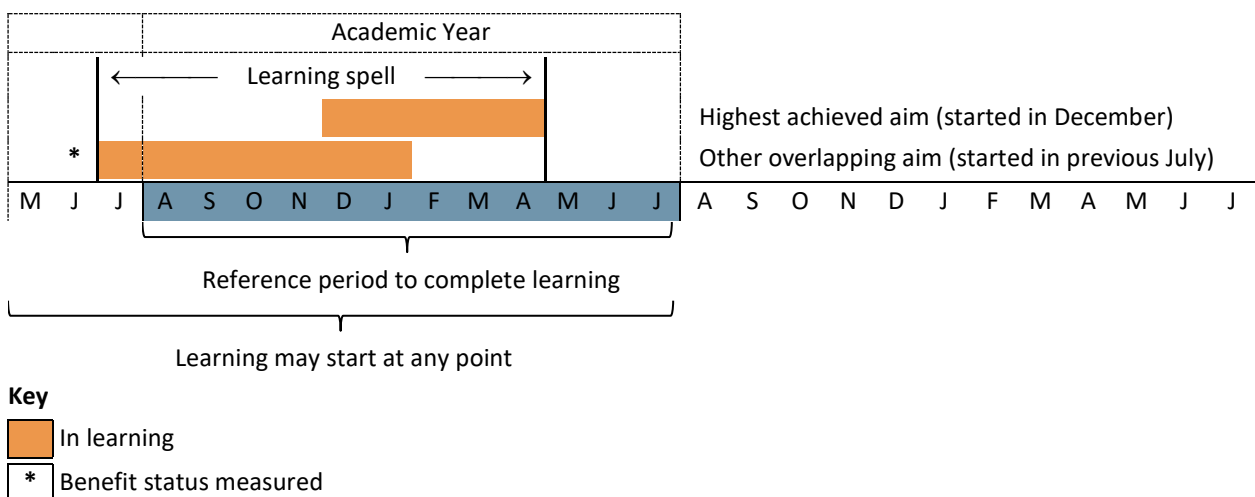 Academic Year
Learning spell
Highest achieved aim (started in December)
* Other overlapping aim (started in previous July)
M J J A S O N D J F M A M J J A S O N D J F M A M J J
Reference period to complete learning
Learning may start at any point
Key
In learning
* Benefit status measured